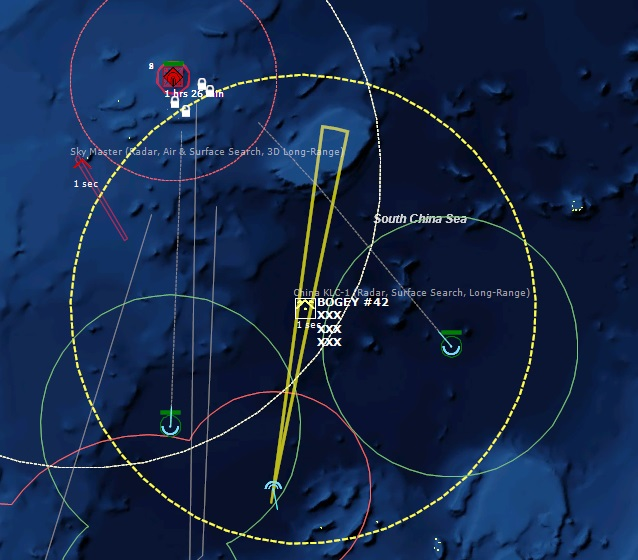 8
1 hrs 26 min
Sky Master (Radar, Air & Surface Search, 3D Long-Range)
1 sec
South China Sea
China KLC-1 (Radar, Surface Search, Long-Range)
BOGEY #42
XXX
1 sec
XXX
XXX